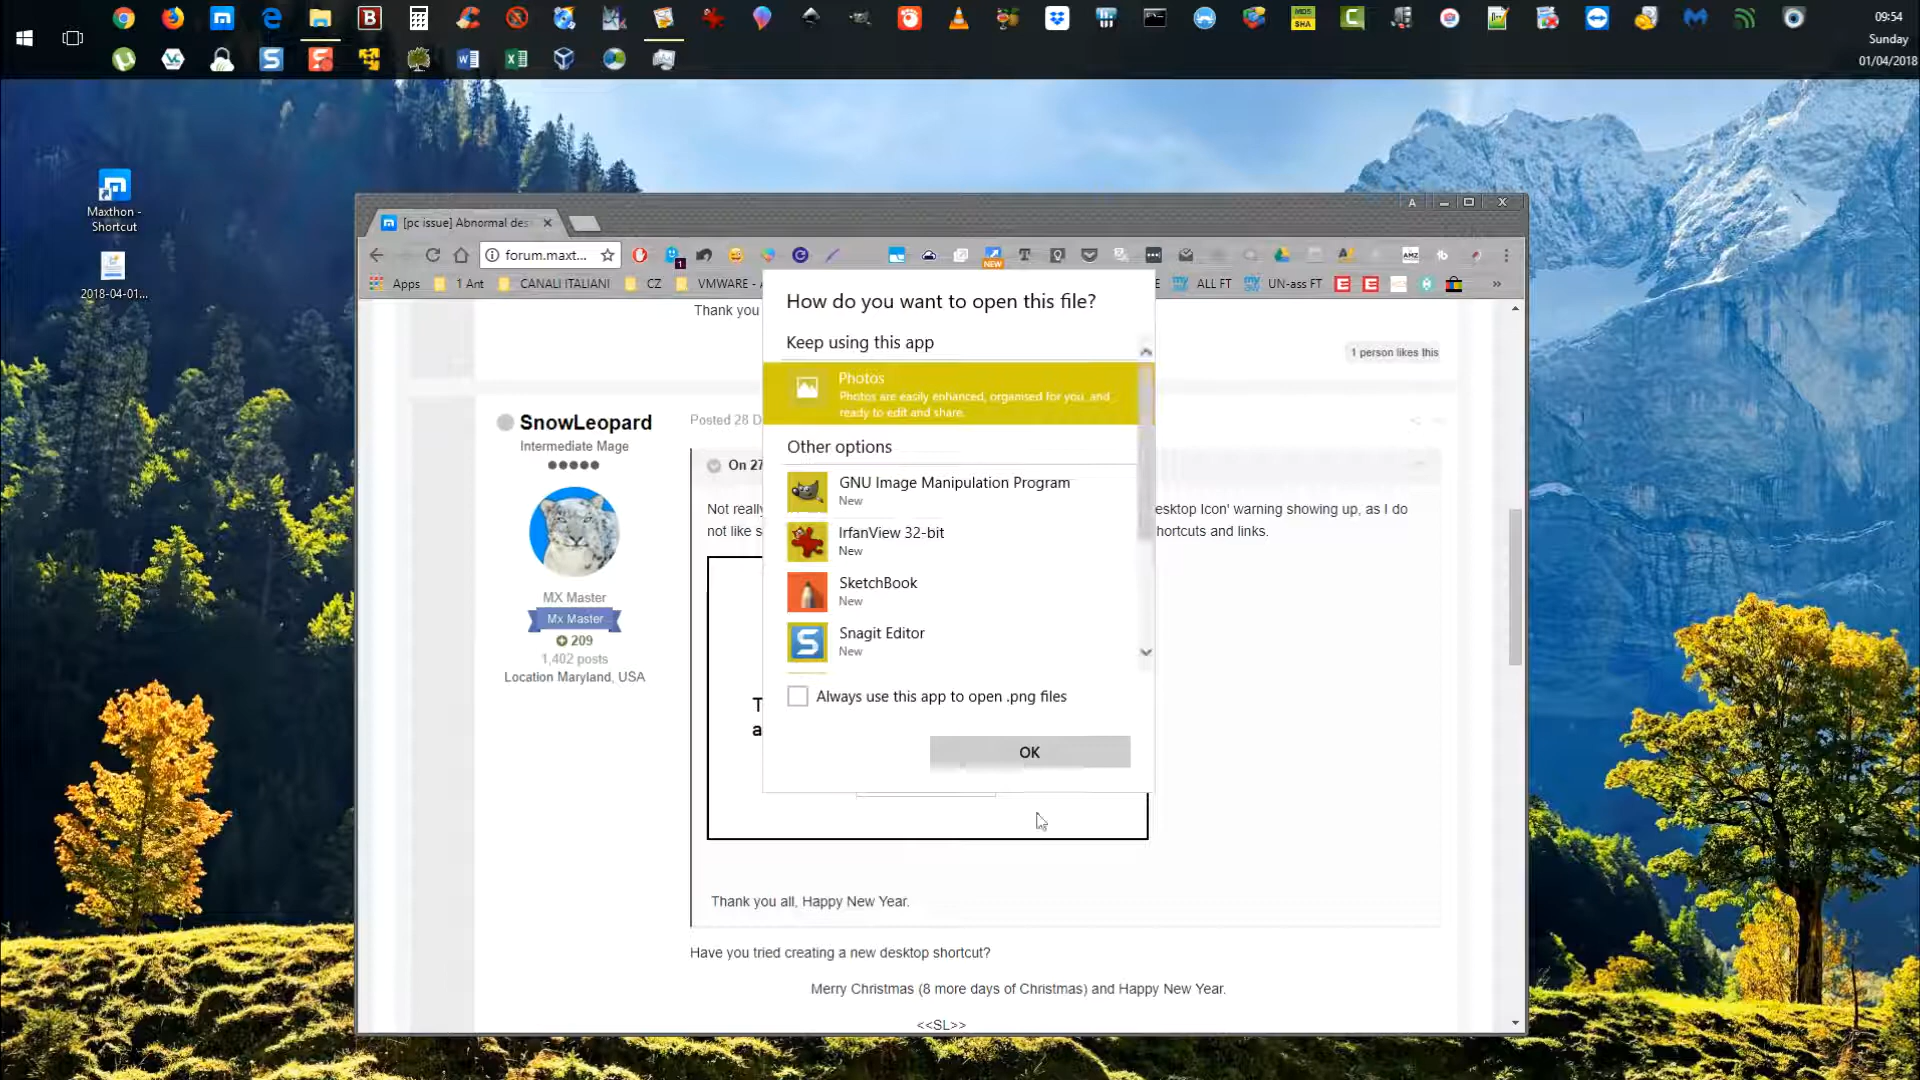 09:54
Sunday
01/04/2018
MD5
SHA
Maxthon -
Shortcut
2018-04-01...
[pc issue] Abnormal des
A
forum.maxt...
1
NEW
AMZ
Apps
1 Ant
CANALI ITALIANI
CZ
VMWARE - A
E
ALL FT
UN-ass FT
»
Thank you
1 person likes this
SnowLeopard
Intermediate Mage
MX Master
Mx Master
209
1,402 posts
Location Maryland, USA
Posted 28 D
On 27
Not really
esktop Icon' warning showing up, as I do
not like s
hortcuts and links.
T
a
How do you want to open this file?
Keep using this app
Photos
Photos are easily enhanced, organised for you and
ready to edit and share.
Other options
GNU Image Manipulation Program
New
IrfanView 32-bit
New
SketchBook
New
Snagit Editor
New
Always use this app to open .png files
OK
Thank you all, Happy New Year.
Have you tried creating a new desktop shortcut?
Merry Christmas (8 more days of Christmas) and Happy New Year.
<<SL>>